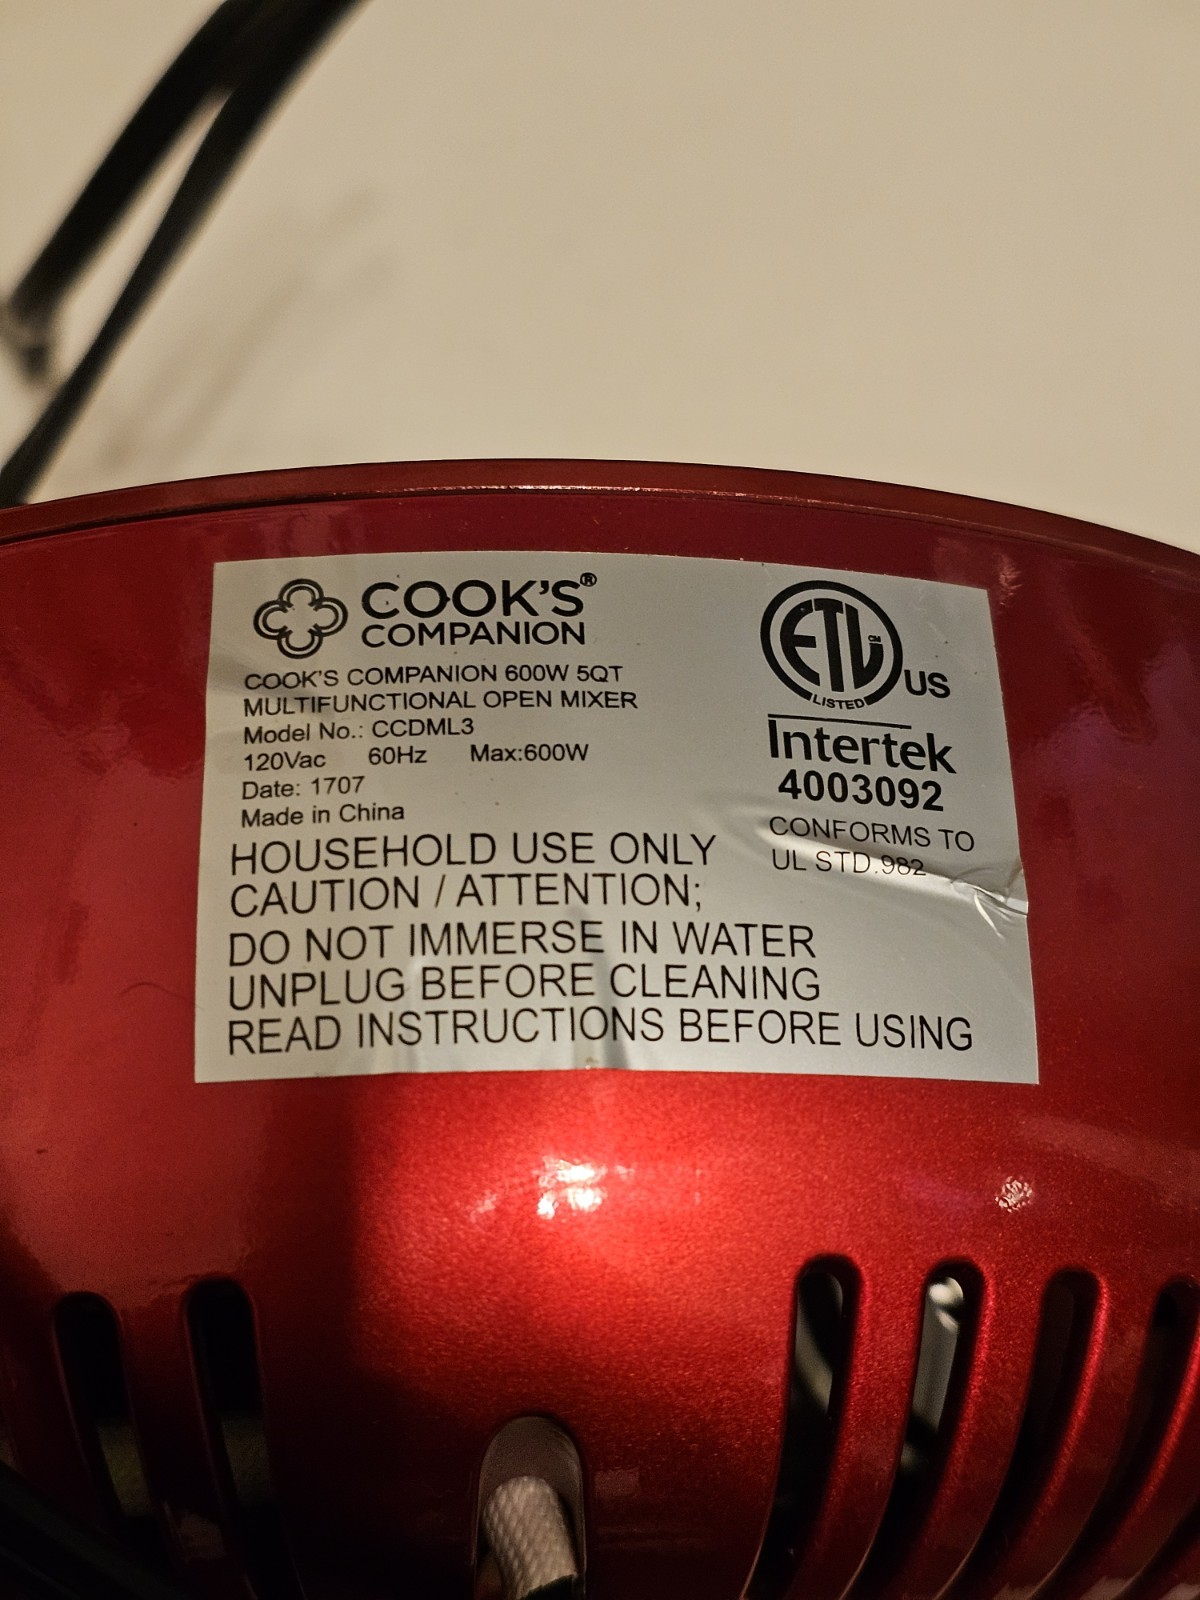 COOK'S®
COMPANION
COOK'S COMPANION 600W 5QT
MULTIFUNCTIONAL OPEN MIXER
Model No.: CCDML3
120Vac 60Hz Max:600W
Date: 1707
Made in China
HOUSEHOLD USE ONLY
CAUTION / ATTENTION;
DO NOT IMMERSE IN WATER
UNPLUG BEFORE CLEANING
READ INSTRUCTIONS BEFORE USING
ETL CM
LISTED
US
Intertek
4003092
CONFORMS TO
UL STD.982